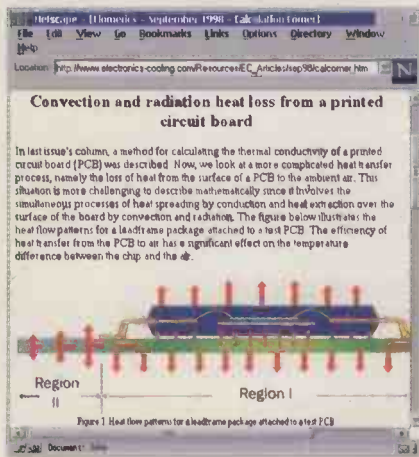 Netscape - [Flomerics - September 1998 - Calculation Corner]
File Edit View Go Bookmarks Links Options Directory Window
Help
Location: http://www.electronics-cooling.com/Resources/EC_Articles/sep98/calcorner.htm
N
Convection and radiation heat loss from a printed
circuit board
In last issue's column, a method for calculating the thermal conductivity of a printed
circuit board (PCB) was described. Now, we look at a more complicated heat transfer
process, namely the loss of heat from the surface of a PCB to the ambient air. This
situation is more challenging to describe mathematically since it involves the
simultaneous processes of heat spreading by conduction and heat extraction over the
surface of the board by convection and radiation. The figure below illustrates the
heat flow patterns for a leadframe package attached to a test PCB. The efficiency of
heat transfer from the PCB to air has a significant effect on the temperature
difference between the chip and the air.
Region
II
Region I
Figure 1 Heat flow patterns for a leadframe package attached to a test PCB
Document: